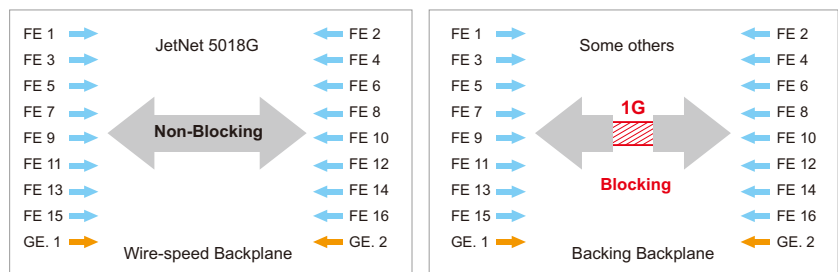 JetNet 5018G
FE 1
FE 3
FE 5
FE 7
FE 9
FE 11
FE 13
FE 15
GE. 1
Non-Blocking
FE 2
FE 4
FE 6
FE 8
FE 10
FE 12
FE 14
FE 16
GE. 2
Wire-speed Backplane
Some others
FE 1
FE 3
FE 5
FE 7
FE 9
FE 11
FE 13
FE 15
GE. 1
1G
Blocking
FE 2
FE 4
FE 6
FE 8
FE 10
FE 12
FE 14
FE 16
GE. 2
Backing Backplane